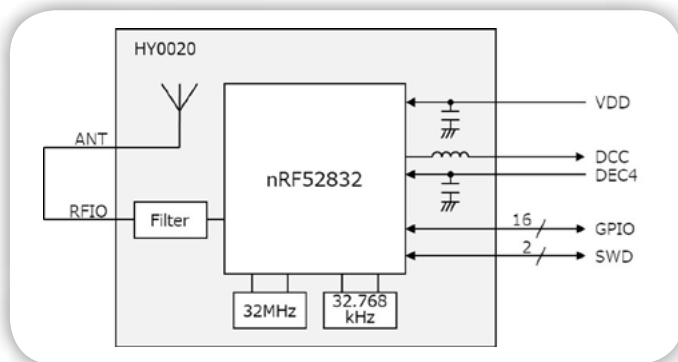 HY0020
VDD
ANT
DCC
nRF52832
DEC4
RFIO
Filter
16
GPIO
2
SWD
32MHz
32.768
kHz